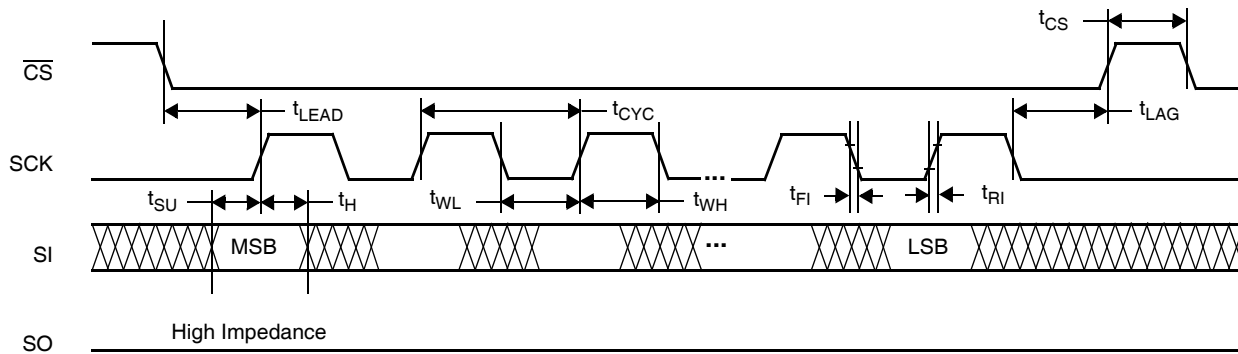 tCS
CS
tLEAD
tCYC
tLAG
SCK
...
tSU
tH
tWL
tWH
tFI
tRI
SI
MSB
...
LSB
High Impedance
SO